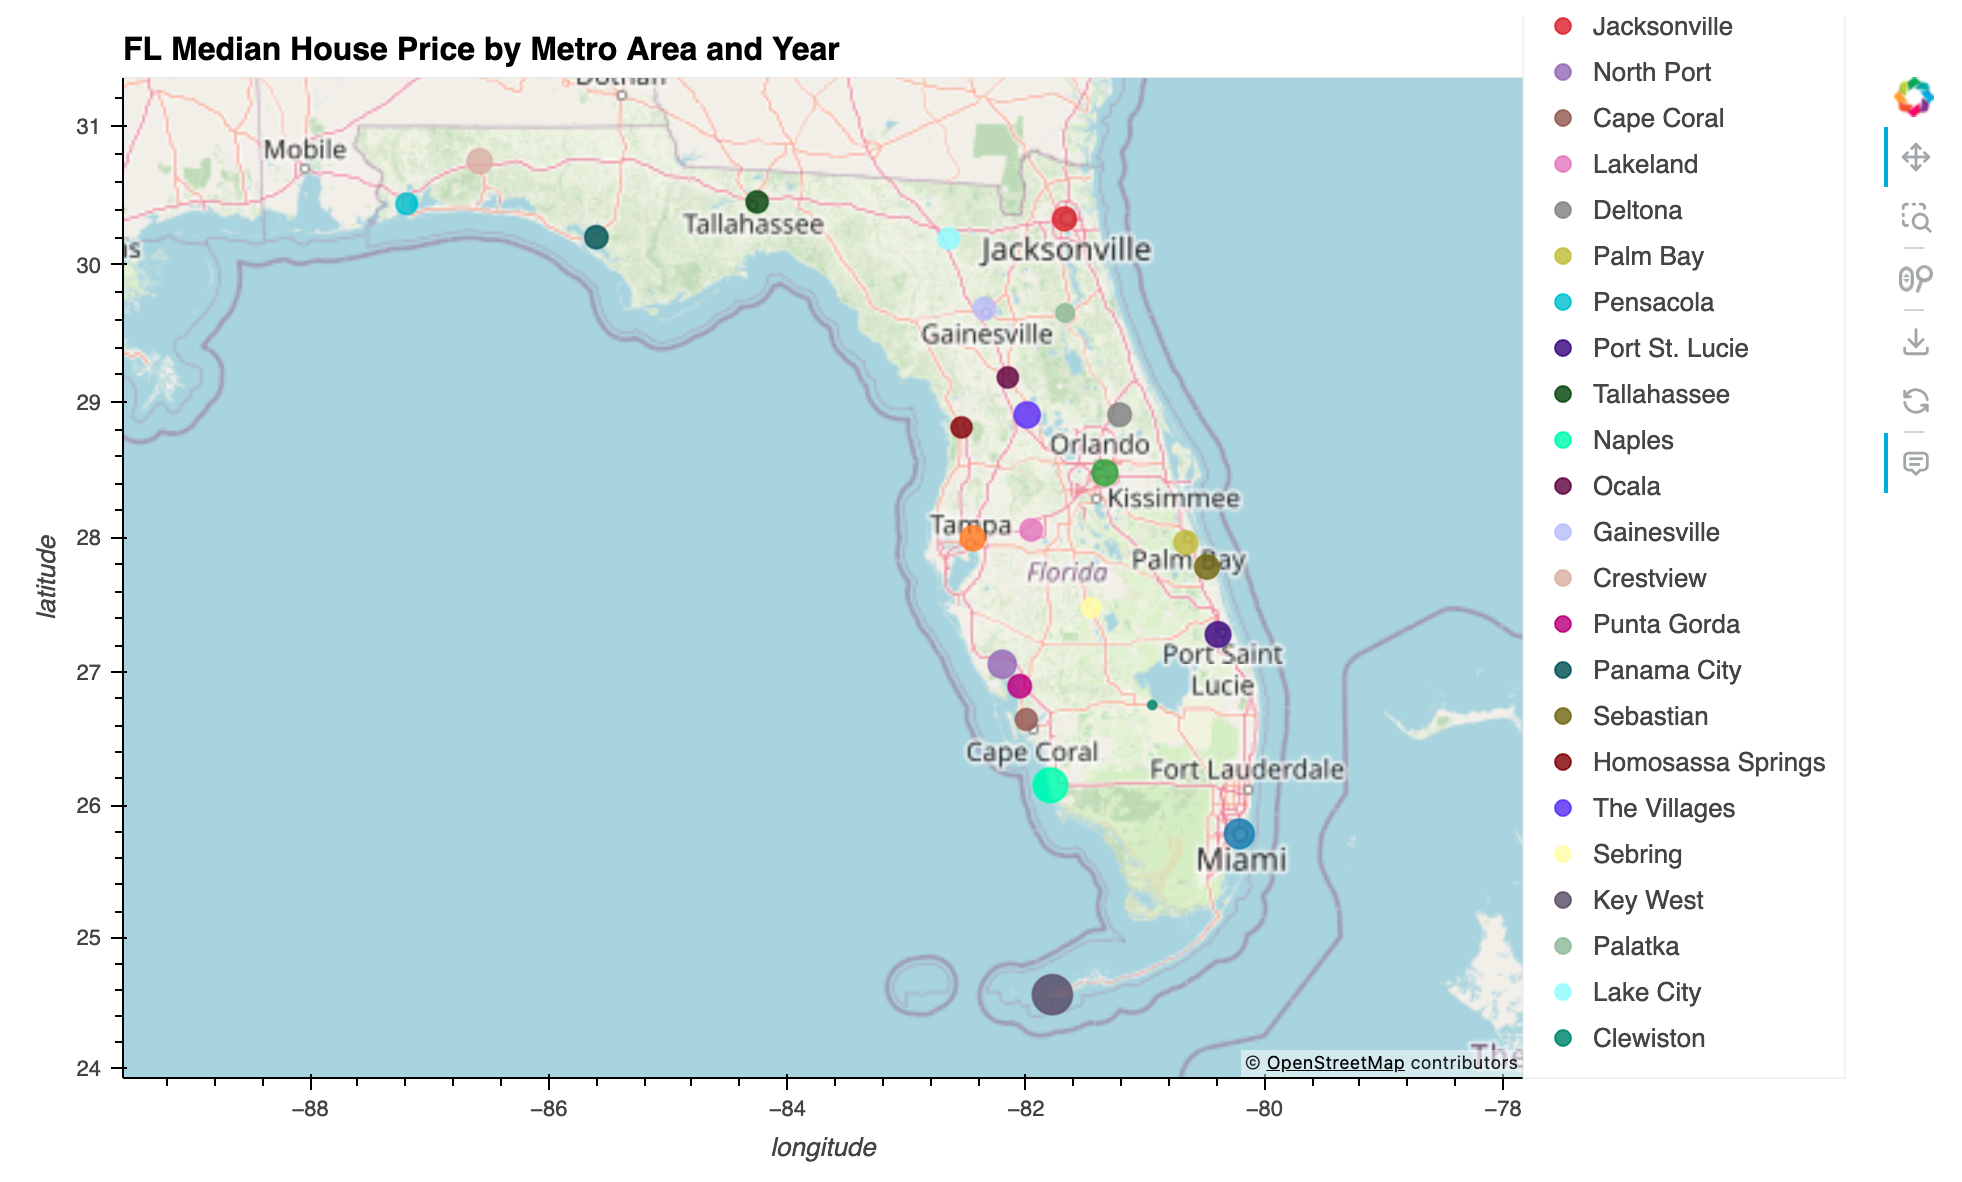 FL Median House Price by Metro Area and Year
Dothan
Mobile
Tallahassee
Jacksonville
Gainesville
Orlando
Kissimmee
Tampa
Palm Bay
Florida
Port Saint
Lucie
Cape Coral
Fort Lauderdale
Miami
The
© OpenStreetMap contributors
31
30
29
28
27
26
25
24
latitude
−88
−86
−84
−82
−80
−78
longitude
Jacksonville
North Port
Cape Coral
Lakeland
Deltona
Palm Bay
Pensacola
Port St. Lucie
Tallahassee
Naples
Ocala
Gainesville
Crestview
Punta Gorda
Panama City
Sebastian
Homosassa Springs
The Villages
Sebring
Key West
Palatka
Lake City
Clewiston